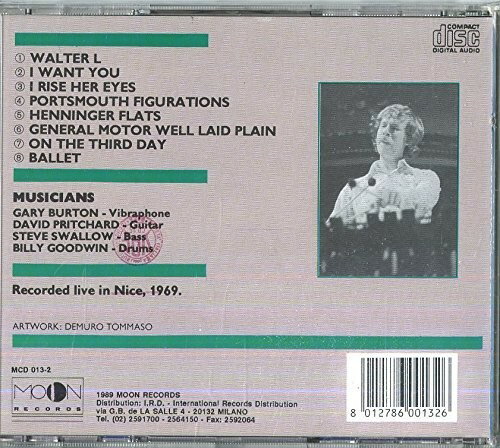 COMPACT
disc
DIGITAL AUDIO
① WALTER L
② I WANT YOU
③ I RISE HER EYES
④ PORTSMOUTH FIGURATIONS
⑤ HENNINGER FLATS
⑥ GENERAL MOTOR WELL LAID PLAIN
⑦ ON THE THIRD DAY
⑧ BALLET
MUSICIANS
GARY BURTON - Vibraphone
DAVID PRITCHARD - Guitar
STEVE SWALLOW - Bass
BILLY GOODWIN - Drums
Recorded live in Nice, 1969.
ARTWORK: DEMURO TOMMASO
MCD 013-2
MOON
RECORDS
1989 MOON RECORDS
Distribution: I.R.D. - International Records Distribution
via G.B. de LA SALLE 4 - 20132 MILANO
Tel. (02) 2591700 - 2564150 - Fax: 2592064
8 012786 001326